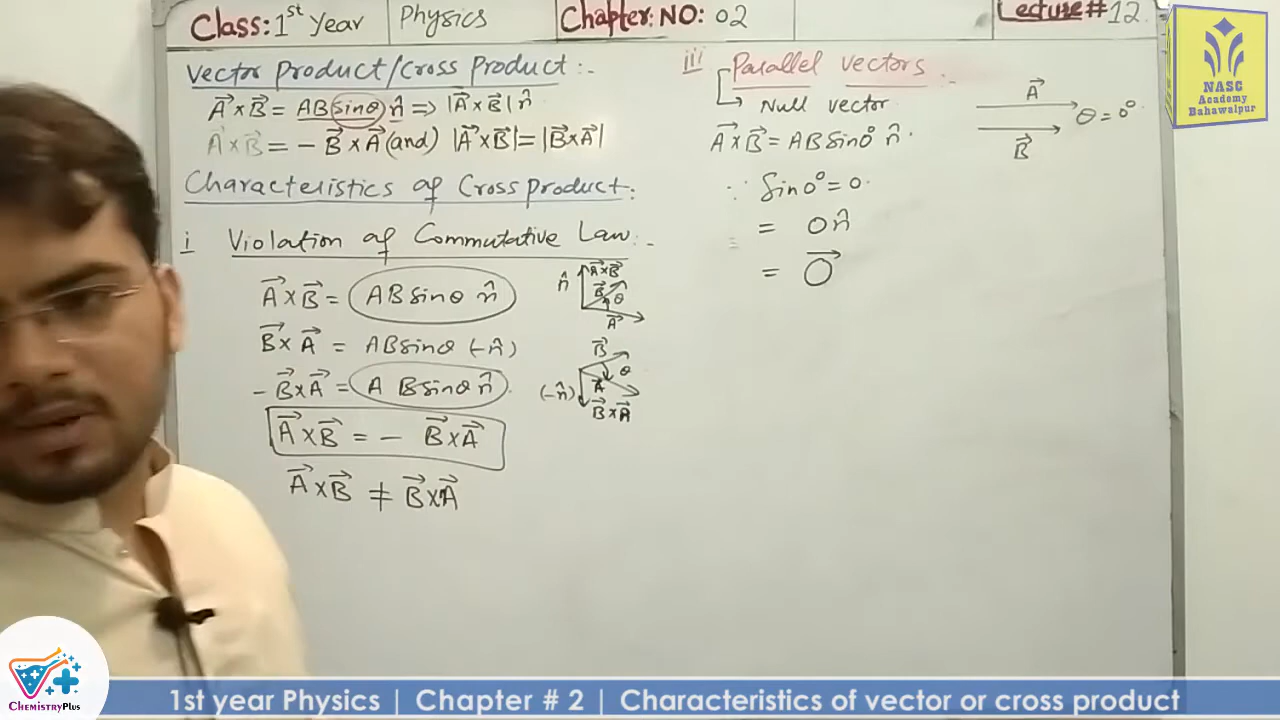 Class: 1st Year Physics Chapter: NO: 02 Lecture# 12
Vector Product/Cross Product :-
A⃗×B⃗ = AB sinθ n̂ ⇒ |A⃗×B⃗| n̂
A⃗×B⃗ = - B⃗×A⃗ (and) |A⃗×B⃗| = |B⃗×A⃗|
Characteristics of Cross product:-
i Violation of Commutative Law:-
A⃗×B⃗ = AB sinθ n̂
B⃗×A⃗ = AB sinθ (-n̂)
-B⃗×A⃗ = A B sinθ n̂
A⃗×B⃗ = - B⃗×A⃗
A⃗×B⃗ ≠ B⃗×A⃗
n̂ A⃗×B⃗
B⃗ θ
A⃗
B⃗
θ
(-n̂) A⃗
B⃗×A⃗
iii Parallel vectors :-
Null vector
A⃗×B⃗ = AB sin0° n̂
∵ Sin0° = 0
= 0n̂
= 0⃗
A⃗
θ = 0°
B⃗
NASC
Academy
Bahawalpur
ChemistryPlus
1st year Physics | Chapter # 2 | Characteristics of vector or cross product